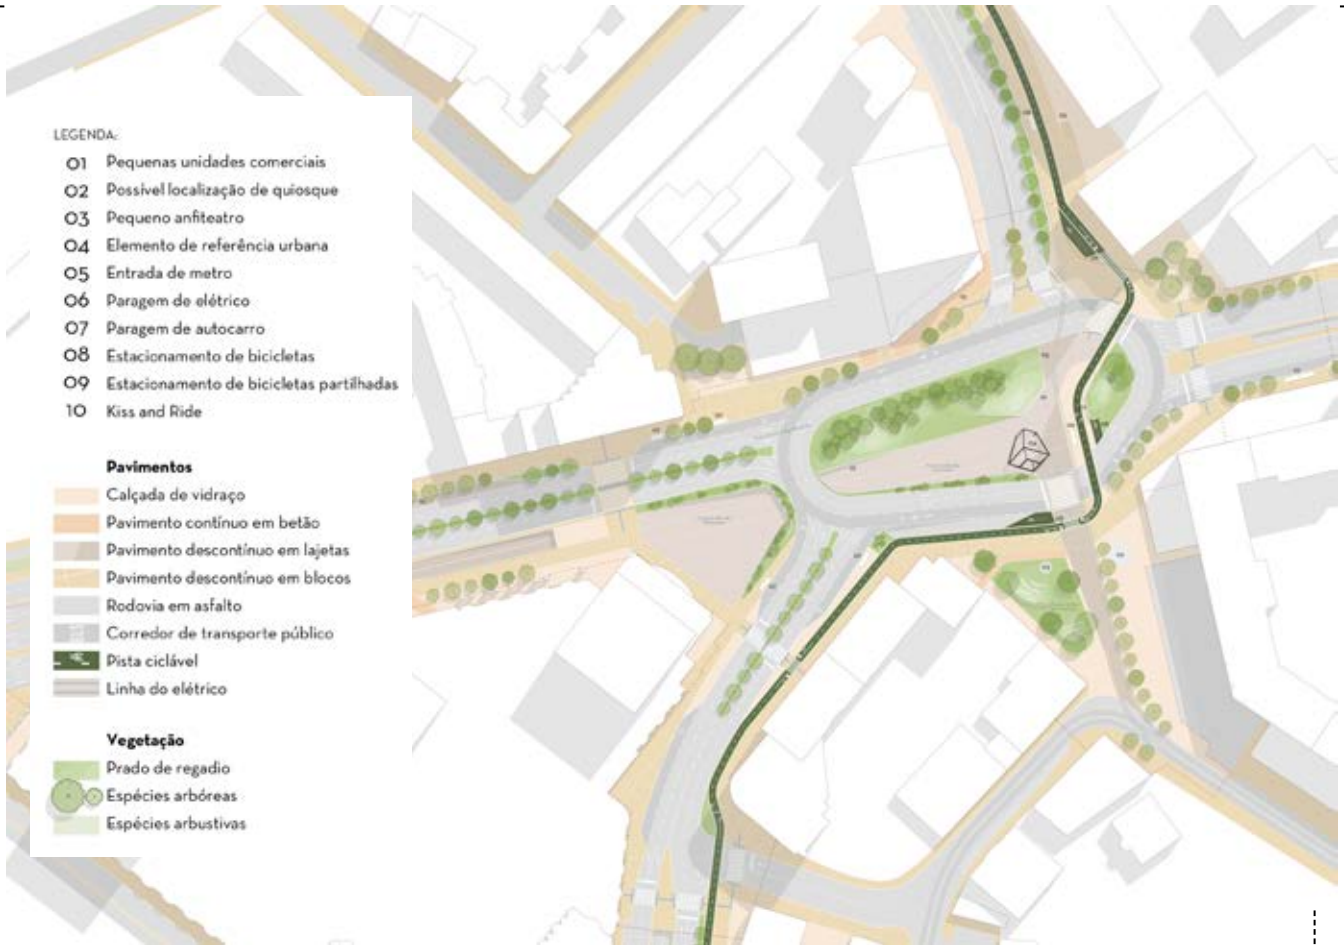 LEGENDA:
01 Pequenas unidades comerciais
02 Possível localização de quiosque
03 Pequeno anfiteatro
04 Elemento de referência urbana
05 Entrada de metro
06 Paragem de elétrico
07 Paragem de autocarro
08 Estacionamento de bicicletas
09 Estacionamento de bicicletas partilhadas
10 Kiss and Ride
Pavimentos
Calçada de vidraço
Pavimento contínuo em betão
Pavimento descontínuo em lajetas
Pavimento descontínuo em blocos
Rodovia em asfalto
Corredor de transporte público
Pista ciclável
Linha do elétrico
Vegetação
Prado de regadio
Espécies arbóreas
Espécies arbustivas